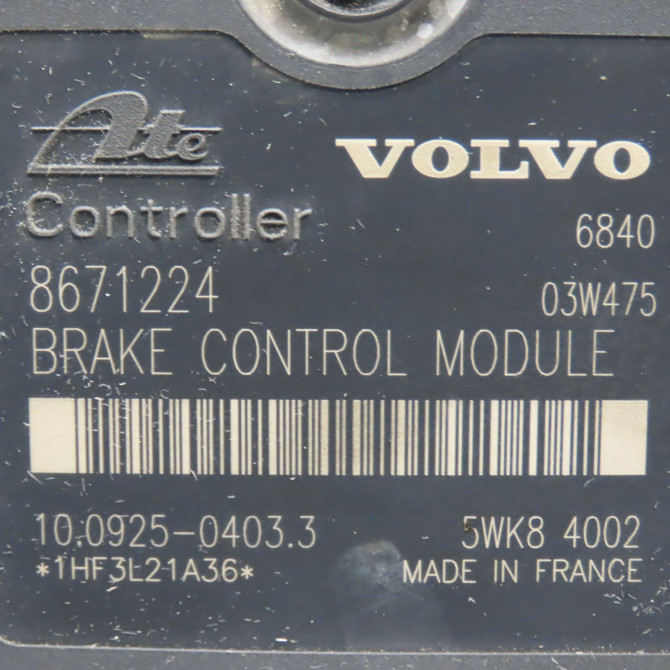 Ate
VOLVO
Controller
6840
8671224
03W475
BRAKE CONTROL MODULE
10.0925-0403.3
5WK8 4002
*1HF3L21A36*
MADE IN FRANCE